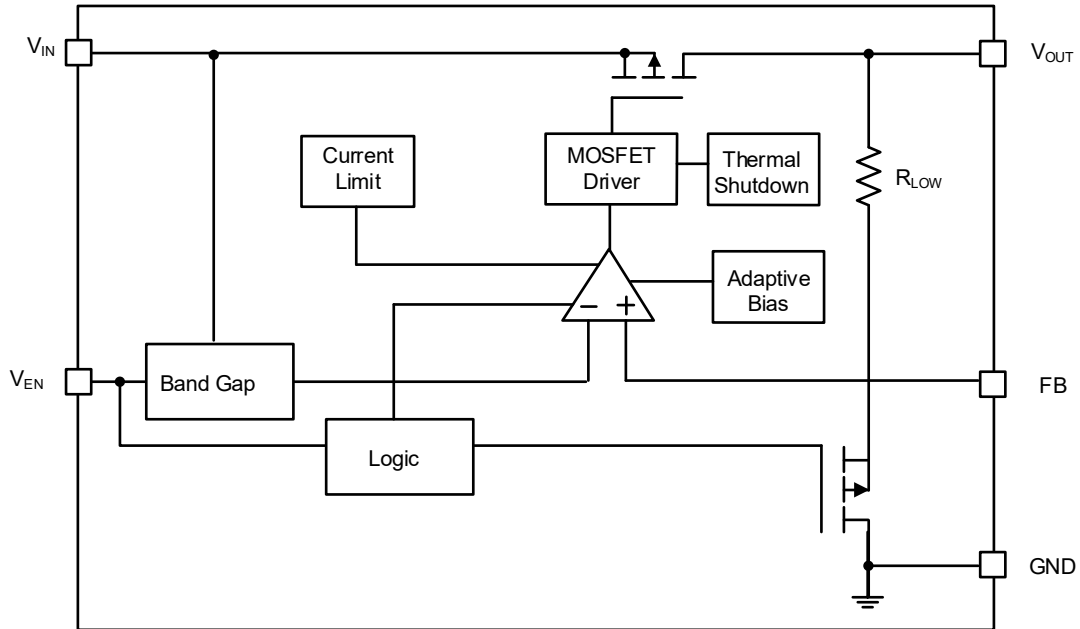 VIN
VOUT
Current
Limit
MOSFET
Driver
Thermal
Shutdown
RLOW
Adaptive
Bias
− +
VEN
Band Gap
FB
Logic
GND